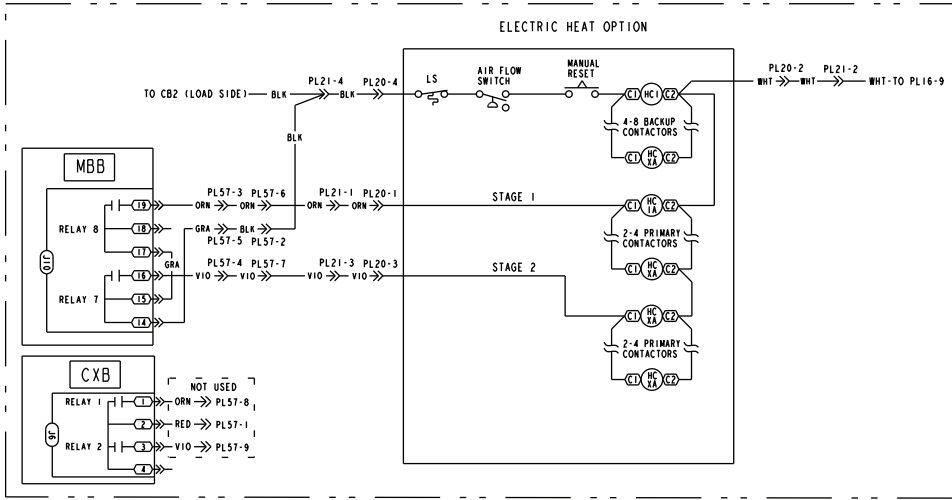 ELECTRIC HEAT OPTION
TO CB2 (LOAD SIDE) BLK PL21-4 BLK PL20-4
LS
AIR FLOW
SWITCH
MANUAL
RESET
C1 HC1 C2
PL20-2 PL21-2
WHT WHT WHT-TO PL16-9
4-8 BACKUP
CONTACTORS
C1 HC
XA C2
BLK
MBB
J10
RELAY 8
19
18
17
RELAY 7
16
15
14
PL57-3 PL57-6 PL21-1 PL20-1
ORN ORN ORN ORN
STAGE 1
C1 HC
1A C2
GRA BLK
PL57-5 PL57-2
GRA
2-4 PRIMARY
CONTACTORS
PL57-4 PL57-7 PL21-3 PL20-3
VIO VIO VIO VIO
STAGE 2
C1 HC
XA C2
C1 HC
XA C2
2-4 PRIMARY
CONTACTORS
C1 HC
XA C2
CXB
J6
NOT USED
RELAY 1 1 ORN PL57-8
2 RED PL57-1
RELAY 2 3 VIO PL57-9
4